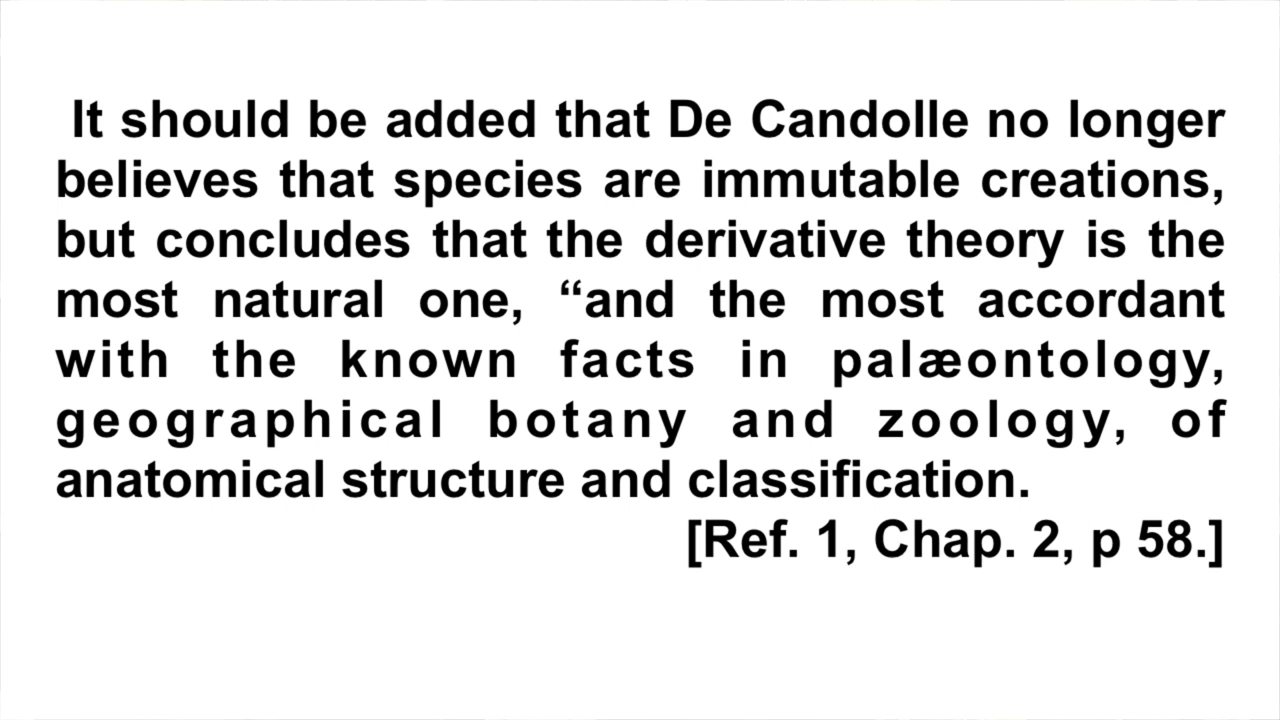 It should be added that De Candolle no longer
believes that species are immutable creations,
but concludes that the derivative theory is the
most natural one, “and the most accordant
with the known facts in palæontology,
geographical botany and zoology, of
anatomical structure and classification.
[Ref. 1, Chap. 2, p 58.]